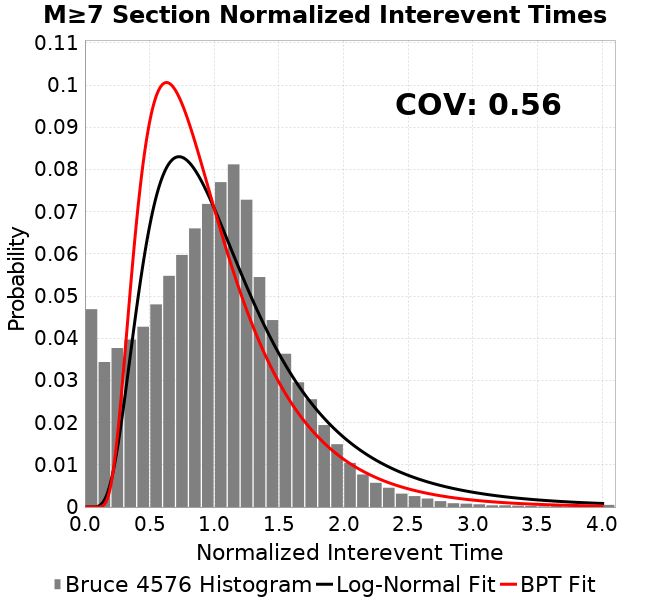 M≥7 Section Normalized Interevent Times
COV: 0.56
0.11
0.1
0.09
0.08
0.07
0.06
0.05
0.04
0.03
0.02
0.01
0
Probability
0.0 0.5 1.0 1.5 2.0 2.5 3.0 3.5 4.0
Normalized Interevent Time
Bruce 4576 Histogram Log-Normal Fit BPT Fit